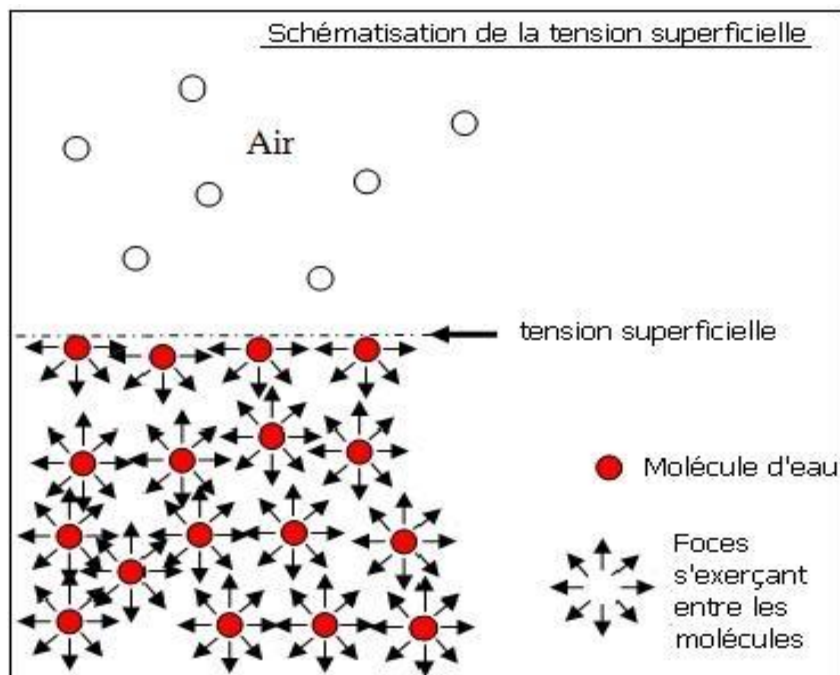 Schématisation de la tension superficielle
Air
tension superficielle
Molécule d'eau
Foces
s'exerçant
entre les
molécules